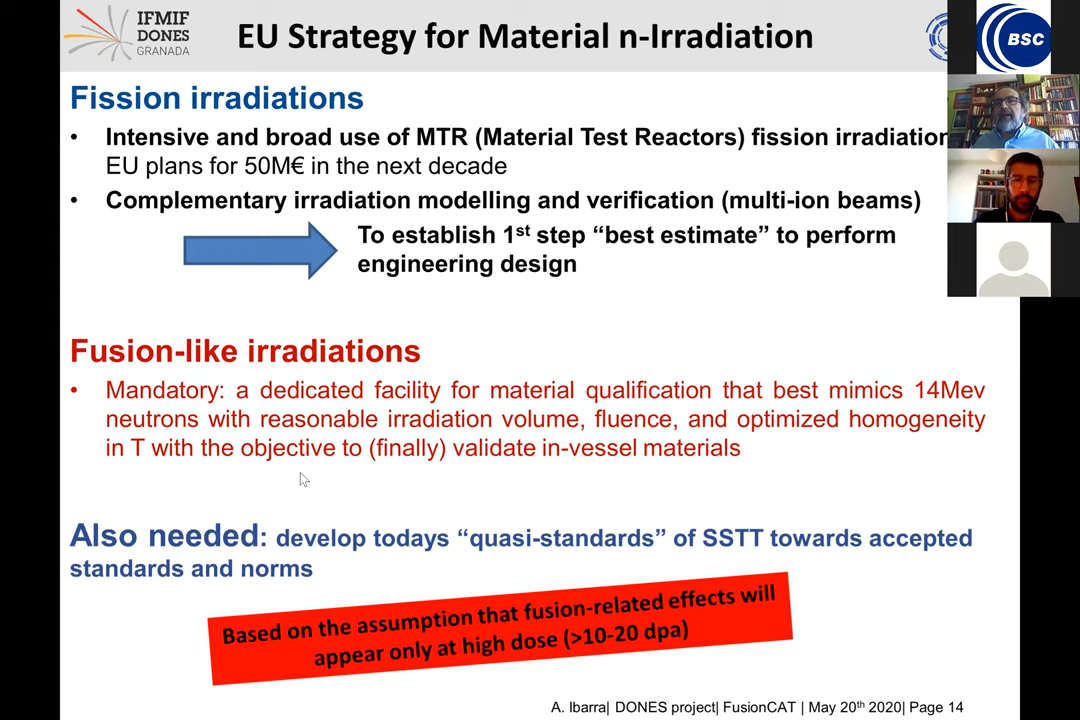 IFMIF
DONES
GRANADA
EU Strategy for Material n-Irradiation
BSC
Fission irradiations
• Intensive and broad use of MTR (Material Test Reactors) fission irradiation
EU plans for 50M€ in the next decade
• Complementary irradiation modelling and verification (multi-ion beams)
To establish 1st step “best estimate” to perform
engineering design
Fusion-like irradiations
• Mandatory: a dedicated facility for material qualification that best mimics 14Mev
neutrons with reasonable irradiation volume, fluence, and optimized homogeneity
in T with the objective to (finally) validate in-vessel materials
Also needed: develop todays “quasi-standards” of SSTT towards accepted
standards and norms
Based on the assumption that fusion-related effects will
appear only at high dose (>10-20 dpa)
A. Ibarra| DONES project| FusionCAT | May 20th 2020| Page 14